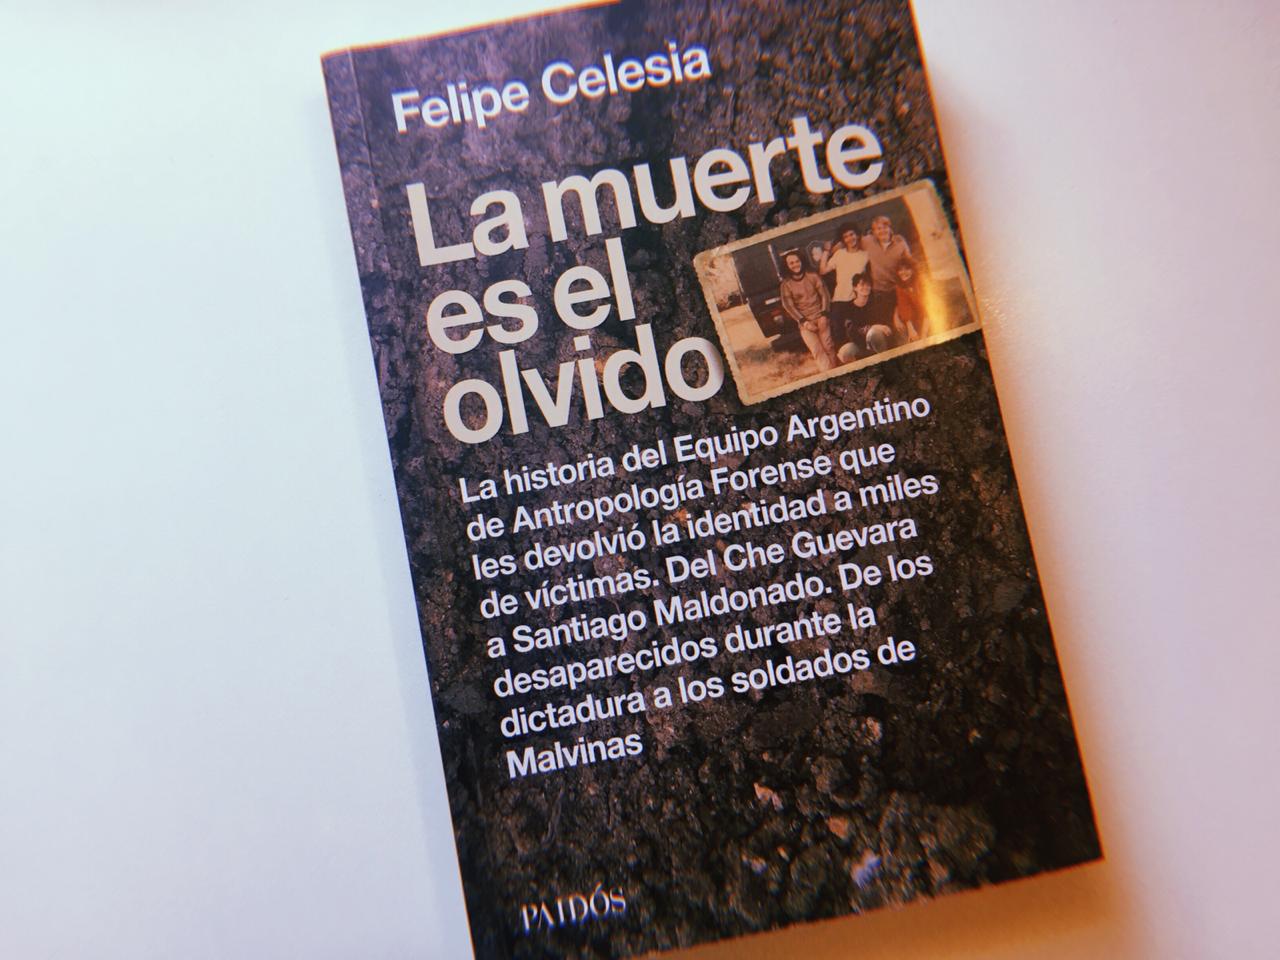 Felipe Celesia
La muerte
es el
olvido
La historia del Equipo Argentino
de Antropología Forense que
les devolvió la identidad a miles
de víctimas. Del Che Guevara
a Santiago Maldonado. De los
desaparecidos durante la
dictadura a los soldados de
Malvinas
PAIDÓS